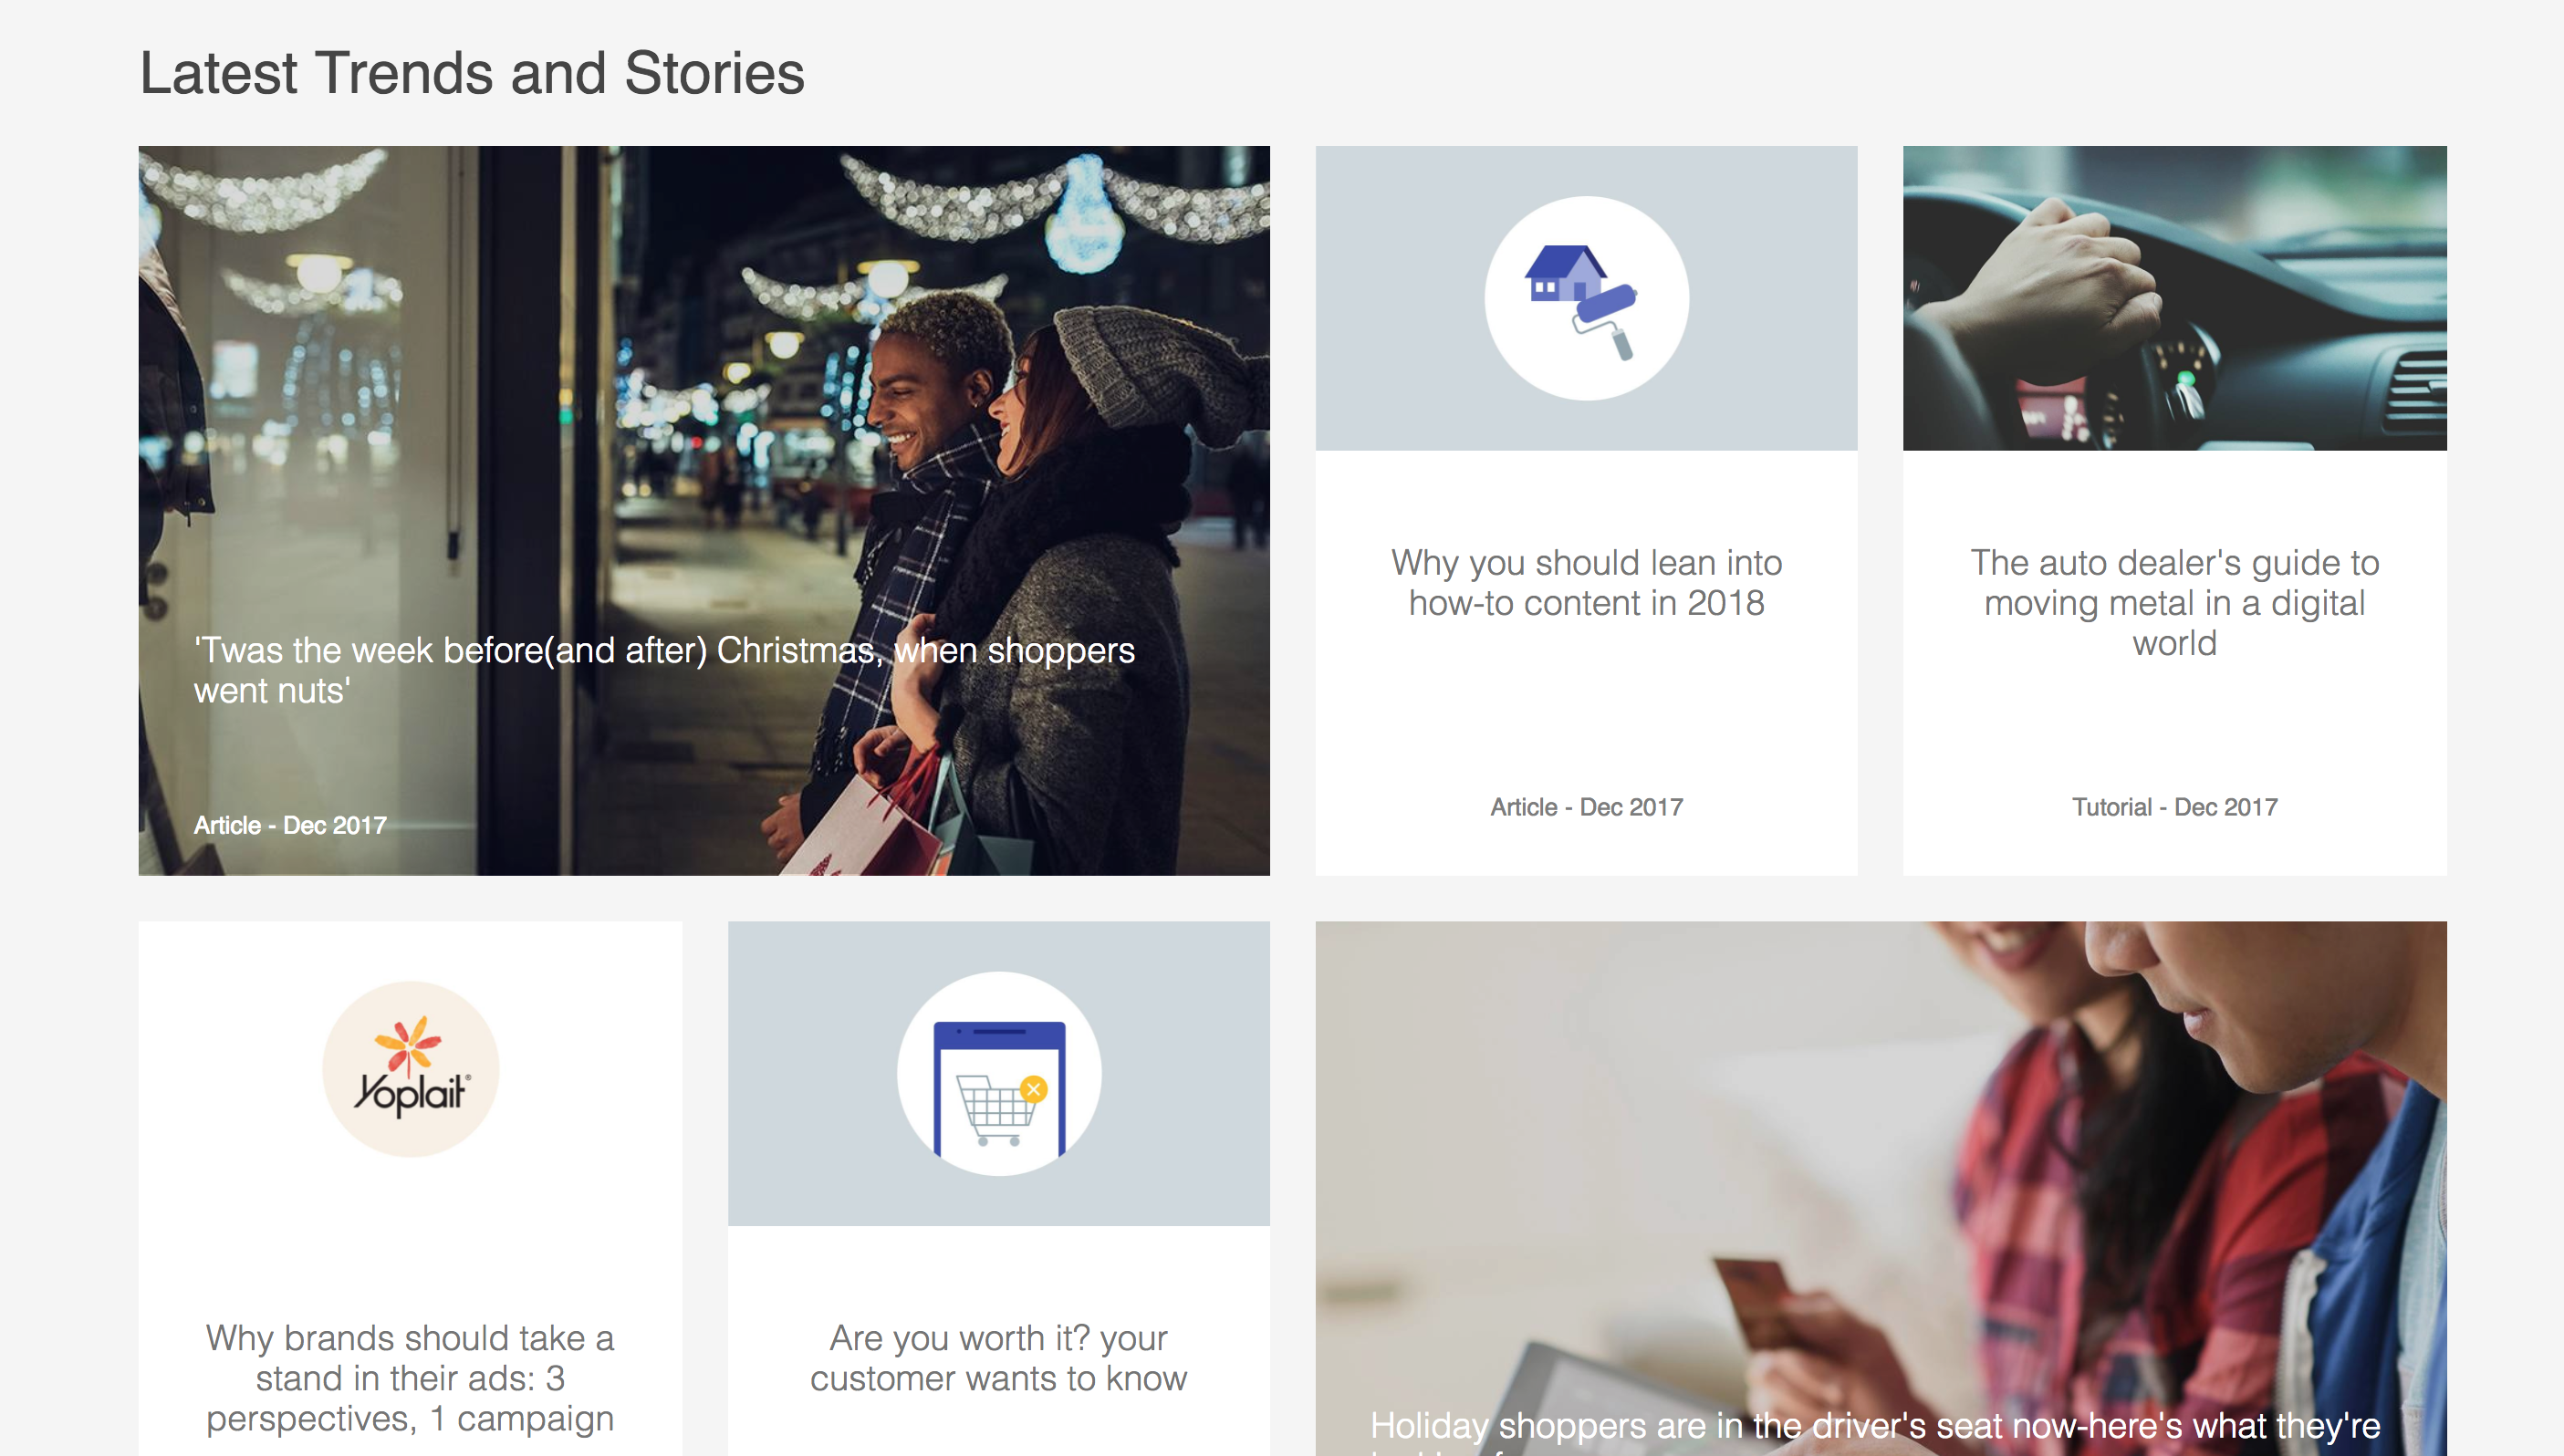 Latest Trends and Stories
'Twas the week before(and after) Christmas, when shoppers
went nuts'
Article - Dec 2017
Why you should lean into
how-to content in 2018
Article - Dec 2017
The auto dealer's guide to
moving metal in a digital
world
Tutorial - Dec 2017
Yoplait®
Why brands should take a
stand in their ads: 3
perspectives, 1 campaign
Are you worth it? your
customer wants to know
Holiday shoppers are in the driver's seat now-here's what they're